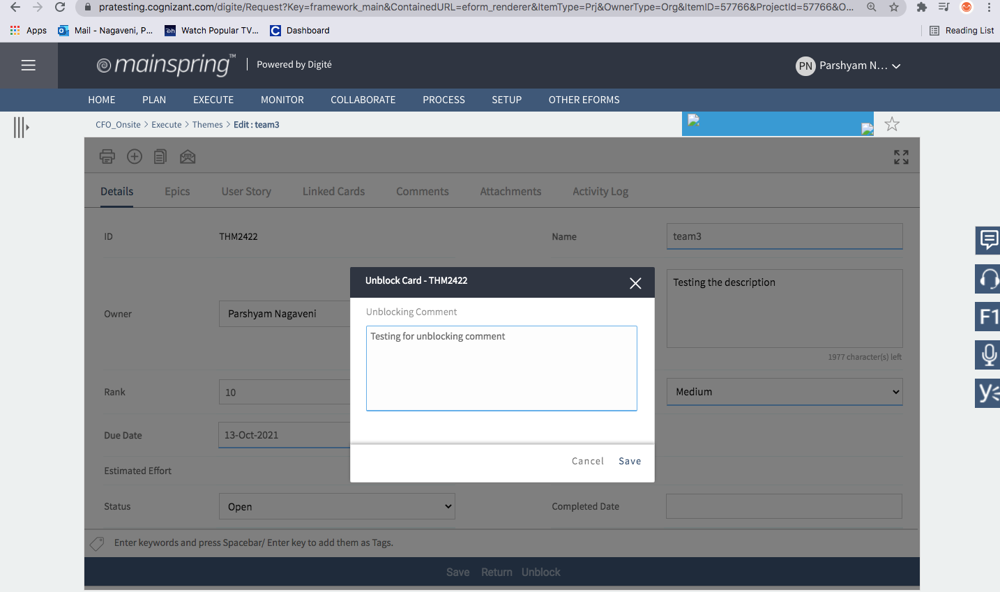 pratesting.cognizant.com/digite/Request?Key=framework_main&ContainedURL=eform_renderer&ItemType=Prj&OwnerType=Org&ItemID=57766&ProjectId=57766&O...
Apps Mail - Nagaveni, P... Watch Popular TV... Dashboard Reading List
mainspring™ Powered by Digité PN Parshyam N...
HOME PLAN EXECUTE MONITOR COLLABORATE PROCESS SETUP OTHER EFORMS
CFO_Onsite > Execute > Themes > Edit : team3
Details Epics User Story Linked Cards Comments Attachments Activity Log
ID THM2422 Name team3
Unblock Card - THM2422
Testing the description
Unblocking Comment
Owner Parshyam Nagaveni
F1
Testing for unblocking comment
1977 character(s) left
Rank 10 Medium
Due Date 13-Oct-2021
Cancel Save
Estimated Effort
Status Open Completed Date
Enter keywords and press Spacebar/ Enter key to add them as Tags.
Save Return Unblock